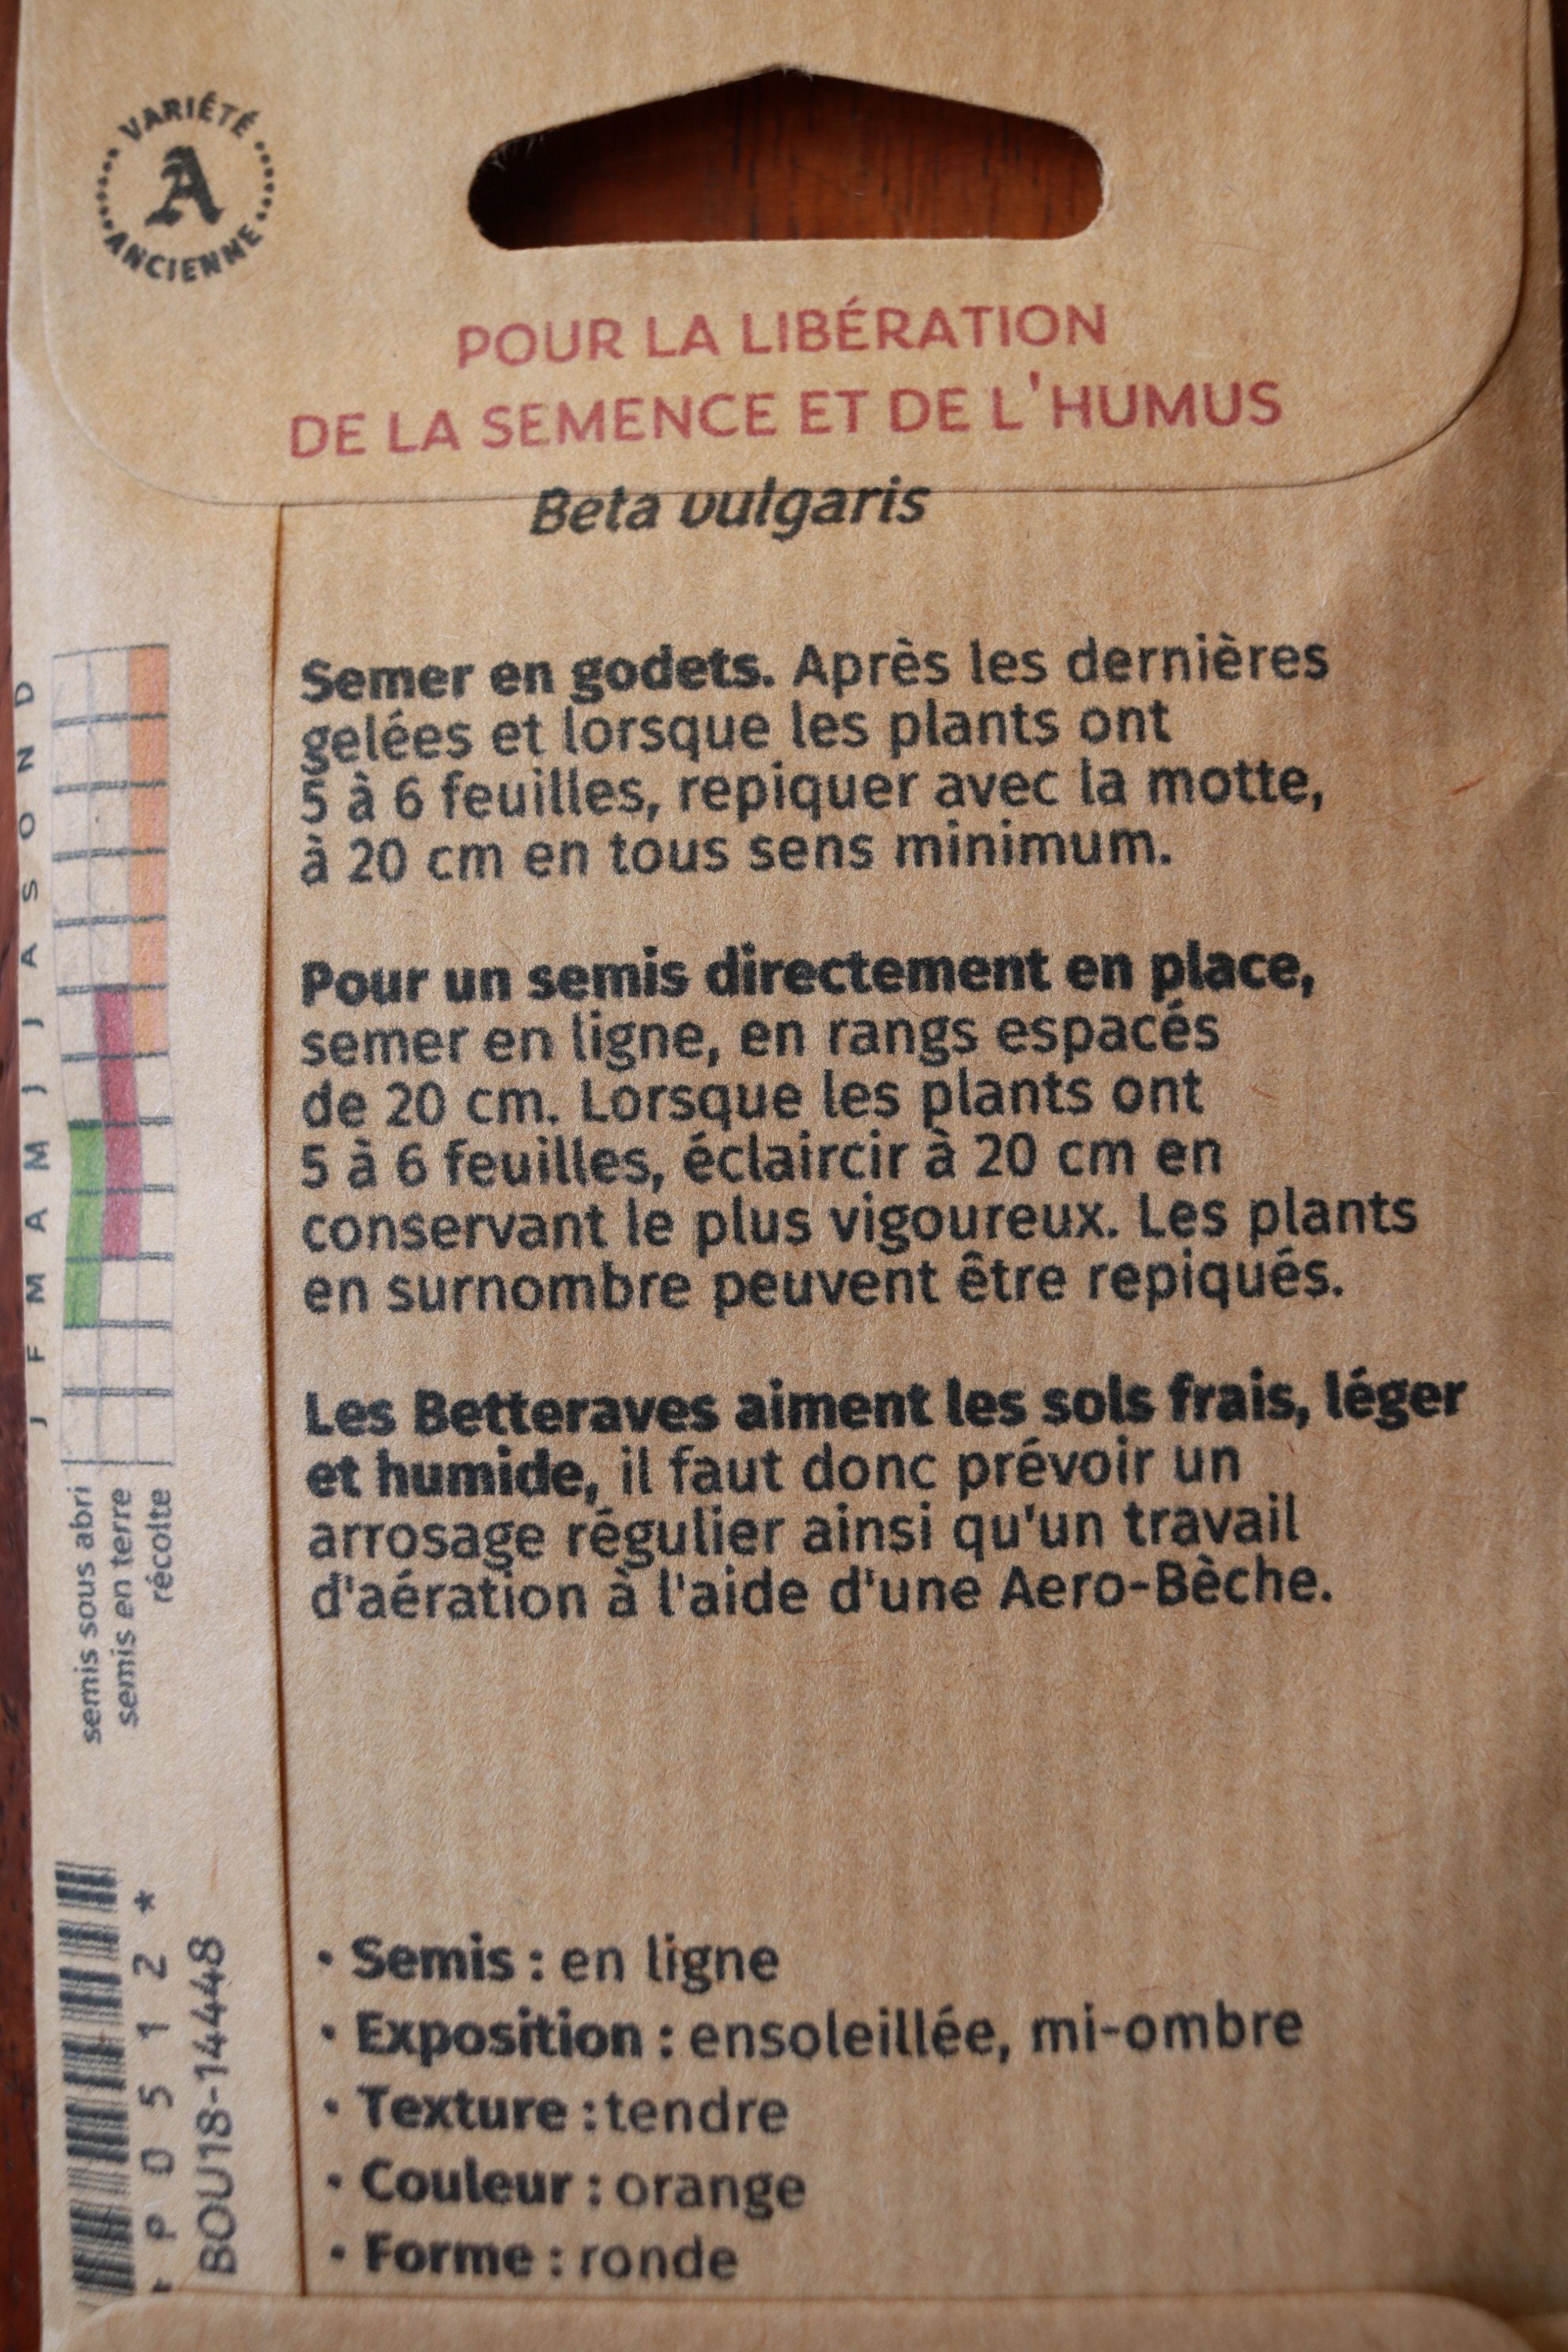 VARIÉTÉ
A
ANCIENNE
POUR LA LIBÉRATION
DE LA SEMENCE ET DE L'HUMUS
Beta vulgaris
Semer en godets. Après les dernières
gelées et lorsque les plants ont
5 à 6 feuilles, repiquer avec la motte,
à 20 cm en tous sens minimum.
Pour un semis directement en place,
semer en ligne, en rangs espacés
de 20 cm. Lorsque les plants ont
5 à 6 feuilles, éclaircir à 20 cm en
conservant le plus vigoureux. Les plants
en surnombre peuvent être repiqués.
Les Betteraves aiment les sols frais, léger
et humide, il faut donc prévoir un
arrosage régulier ainsi qu'un travail
d'aération à l'aide d'une Aero-Bèche.
• Semis : en ligne
• Exposition : ensoleillée, mi-ombre
• Texture : tendre
• Couleur : orange
• Forme : ronde
J F M A M J J A S O N D
semis sous abri
semis en terre
récolte
P 0 5 1 2 *
BOU18-14448